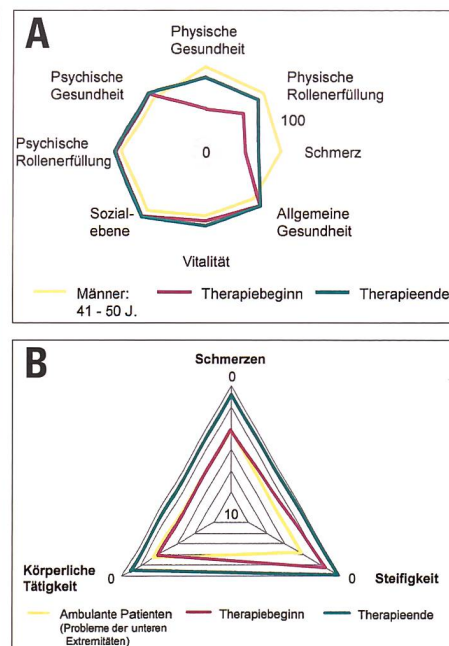 A
Physische
Gesundheit
Psychische
Gesundheit
Physische
Rollenerfüllung
100
Psychische
Rollenerfüllung
0
Schmerz
Sozial-
ebene
Allgemeine
Gesundheit
Vitalität
Männer:
41 - 50 J.
Therapiebeginn
Therapieende
B
Schmerzen
0
10
0
0
Körperliche
Tätigkeit
Steifigkeit
Ambulante Patienten
(Probleme der unteren
Extremitäten)
Therapiebeginn
Therapieende